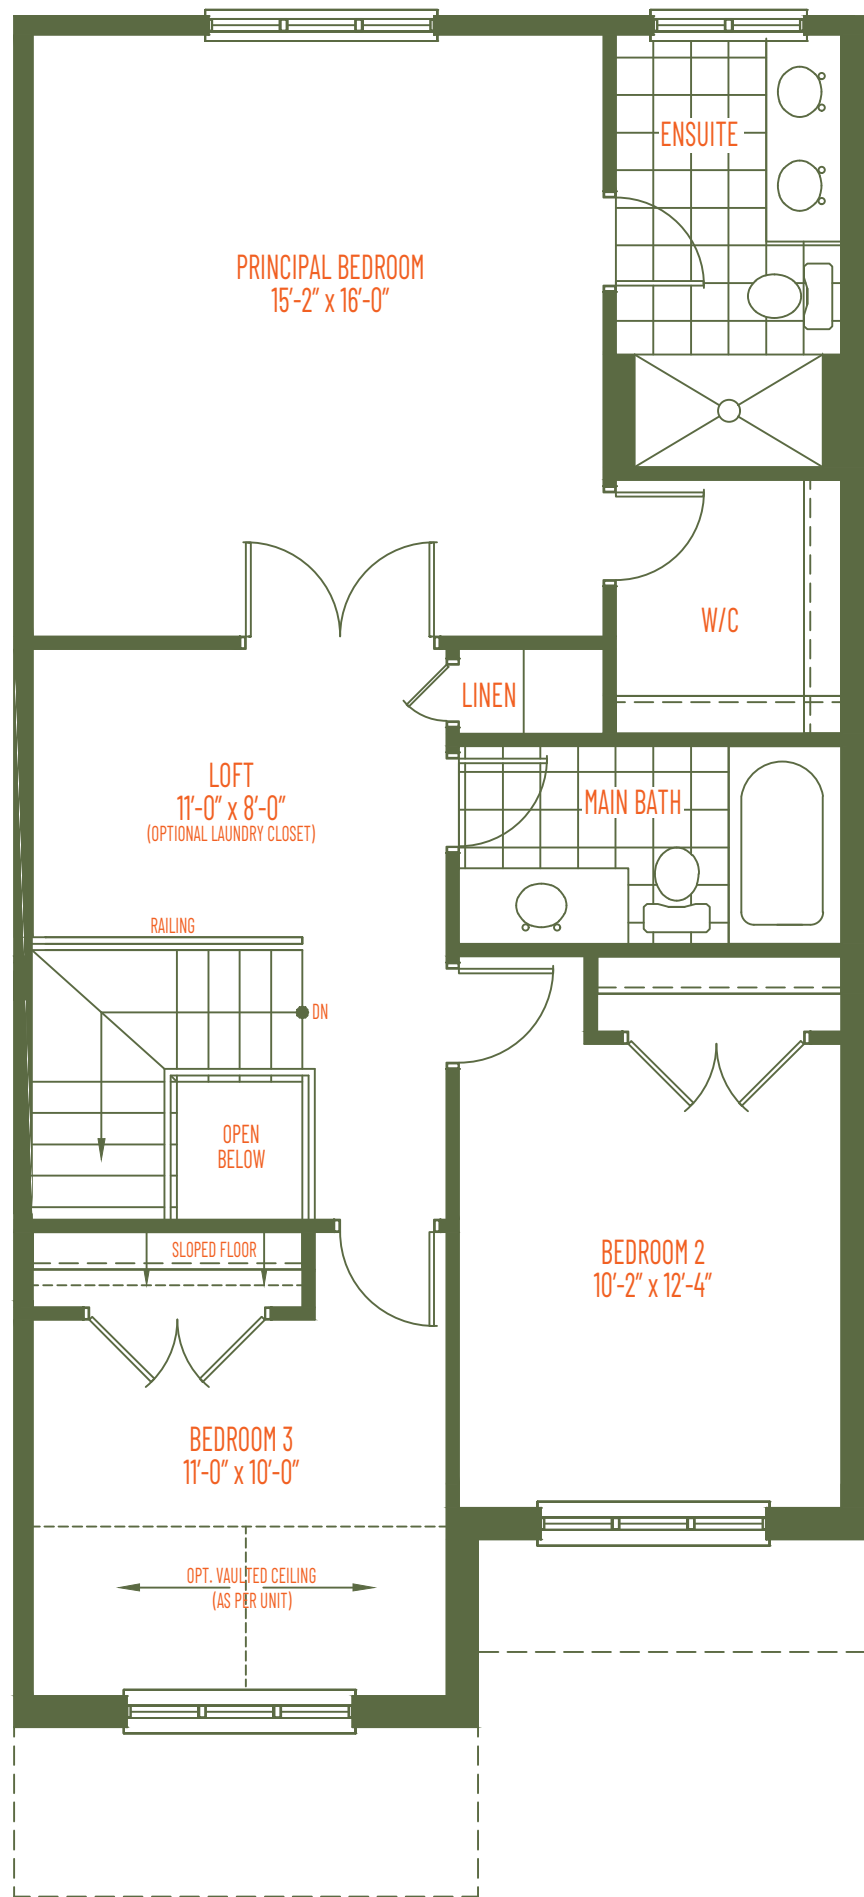 ENSUITE
PRINCIPAL BEDROOM
15'-2" x 16'-0"
W/C
LINEN
LOFT
11'-0" x 8'-0"
(OPTIONAL LAUNDRY CLOSET)
MAIN BATH
RAILING
DN
OPEN
BELOW
SLOPED FLOOR
BEDROOM 2
10'-2" x 12'-4"
BEDROOM 3
11'-0" x 10'-0"
OPT. VAULTED CEILING
(AS PER UNIT)